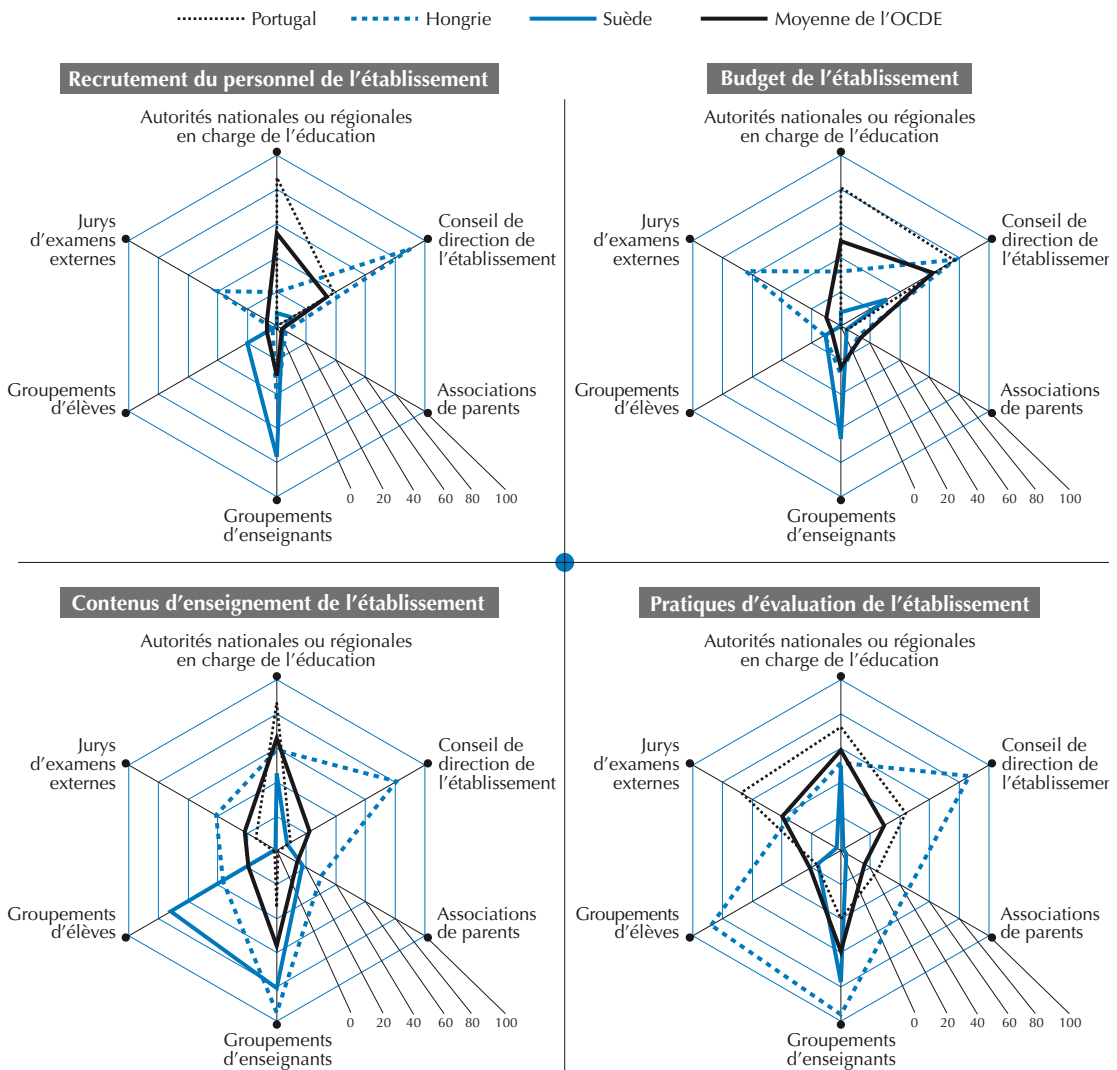 Portugal Hongrie Suède Moyenne de l'OCDE
Recrutement du personnel de l'établissement
Autorités nationales ou régionales
en charge de l'éducation
Jurys
d'examens
externes
Conseil de
direction de
l'établissement
Groupements
d'élèves
Associations
de parents
0 20 40 60 80 100
Groupements
d'enseignants
Budget de l'établissement
Autorités nationales ou régionales
en charge de l'éducation
Jurys
d'examens
externes
Conseil de
direction de
l'établissemen
Groupements
d'élèves
Associations
de parents
0 20 40 60 80 100
Groupements
d'enseignants
Contenus d'enseignement de l'établissement
Autorités nationales ou régionales
en charge de l'éducation
Jurys
d'examens
externes
Conseil de
direction de
l'établissement
Groupements
d'élèves
Associations
de parents
0 20 40 60 80 100
Groupements
d'enseignants
Pratiques d'évaluation de l'établissement
Autorités nationales ou régionales
en charge de l'éducation
Jurys
d'examens
externes
Conseil de
direction de
l'établissemen
Groupements
d'élèves
Associations
de parents
0 20 40 60 80 100
Groupements
d'enseignants